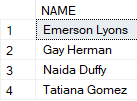 NAME
1 Emerson Lyons
2 Gay Herman
3 Naida Duffy
4 Tatiana Gomez